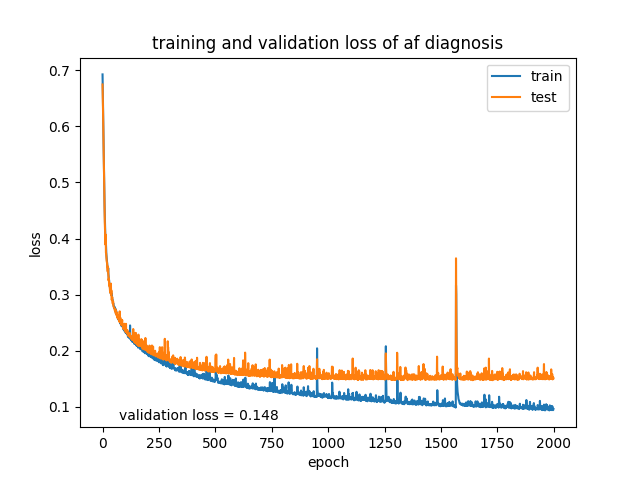 training and validation loss of af diagnosis
train
test
0.7
0.6
0.5
0.4
0.3
0.2
0.1
loss
validation loss = 0.148
0 250 500 750 1000 1250 1500 1750 2000
epoch